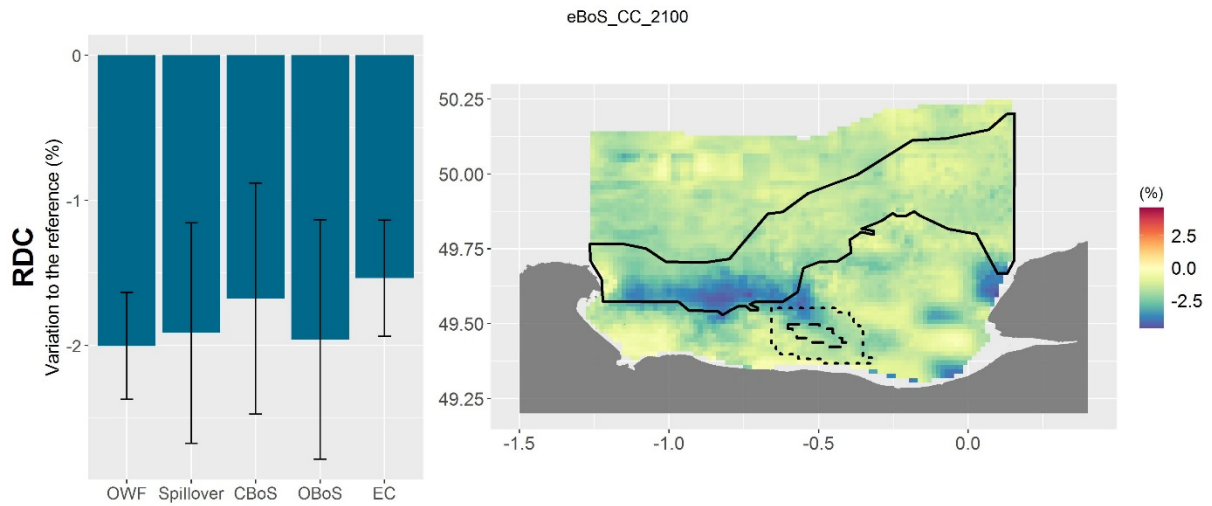 eBoS_CC_2100
RDC
Variation to the reference (%)
0
-1
-2
OWF Spillover CBoS OBoS EC
50.25
50.00
49.75
49.50
49.25
-1.5 -1.0 -0.5 0.0
(%)
2.5
0.0
-2.5